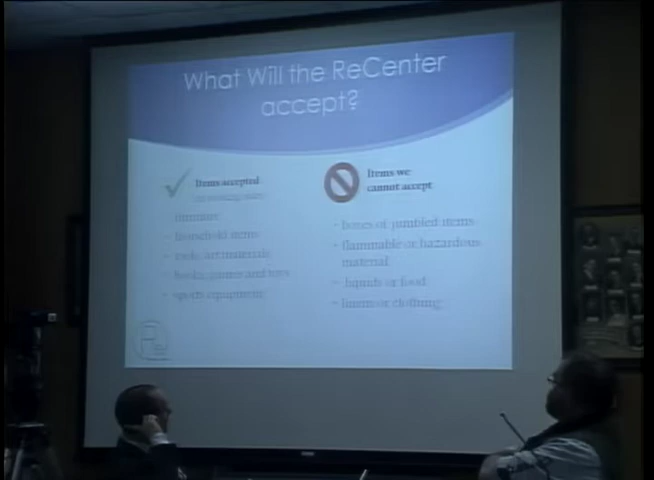 What Will the ReCenter
accept?
Items accepted
furniture
household items
tools, art materials
books, games and toys
sports equipment
Items we
cannot accept
~ boxes of jumbled items
~ flammable or hazardous
material
~ liquids or food
~ linens or clothing